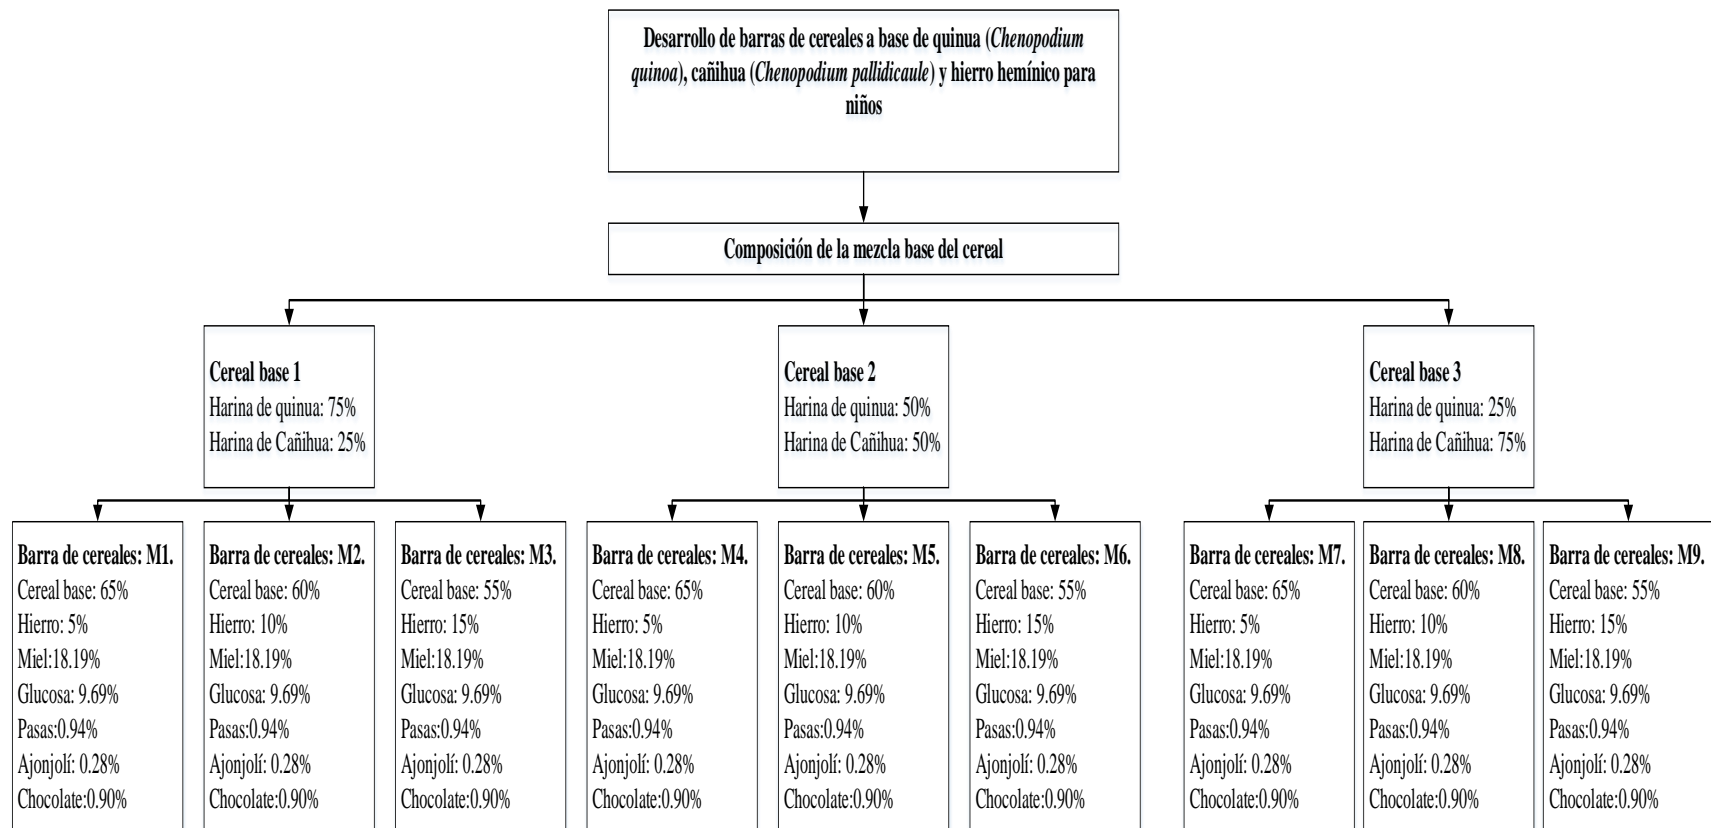 Desarrollo de barras de cereales a base de quinua (Chenopodium
quinoa), cañihua (Chenopodium pallidicaule) y hierro hemínico para
niños
Composición de la mezcla base del cereal
Cereal base 1
Harina de quinua: 75%
Harina de Cañihua: 25%
Cereal base 2
Harina de quinua: 50%
Harina de Cañihua: 50%
Cereal base 3
Harina de quinua: 25%
Harina de Cañihua: 75%
Barra de cereales: M1.
Cereal base: 65%
Hierro: 5%
Miel:18.19%
Glucosa: 9.69%
Pasas:0.94%
Ajonjolí: 0.28%
Chocolate:0.90%
Barra de cereales: M2.
Cereal base: 60%
Hierro: 10%
Miel:18.19%
Glucosa: 9.69%
Pasas:0.94%
Ajonjolí: 0.28%
Chocolate:0.90%
Barra de cereales: M3.
Cereal base: 55%
Hierro: 15%
Miel:18.19%
Glucosa: 9.69%
Pasas:0.94%
Ajonjolí: 0.28%
Chocolate:0.90%
Barra de cereales: M4.
Cereal base: 65%
Hierro: 5%
Miel:18.19%
Glucosa: 9.69%
Pasas:0.94%
Ajonjolí: 0.28%
Chocolate:0.90%
Barra de cereales: M5.
Cereal base: 60%
Hierro: 10%
Miel:18.19%
Glucosa: 9.69%
Pasas:0.94%
Ajonjolí: 0.28%
Chocolate:0.90%
Barra de cereales: M6.
Cereal base: 55%
Hierro: 15%
Miel:18.19%
Glucosa: 9.69%
Pasas:0.94%
Ajonjolí: 0.28%
Chocolate:0.90%
Barra de cereales: M7.
Cereal base: 65%
Hierro: 5%
Miel:18.19%
Glucosa: 9.69%
Pasas:0.94%
Ajonjolí: 0.28%
Chocolate:0.90%
Barra de cereales: M8.
Cereal base: 60%
Hierro: 10%
Miel:18.19%
Glucosa: 9.69%
Pasas:0.94%
Ajonjolí: 0.28%
Chocolate:0.90%
Barra de cereales: M9.
Cereal base: 55%
Hierro: 15%
Miel:18.19%
Glucosa: 9.69%
Pasas:0.94%
Ajonjolí: 0.28%
Chocolate:0.90%